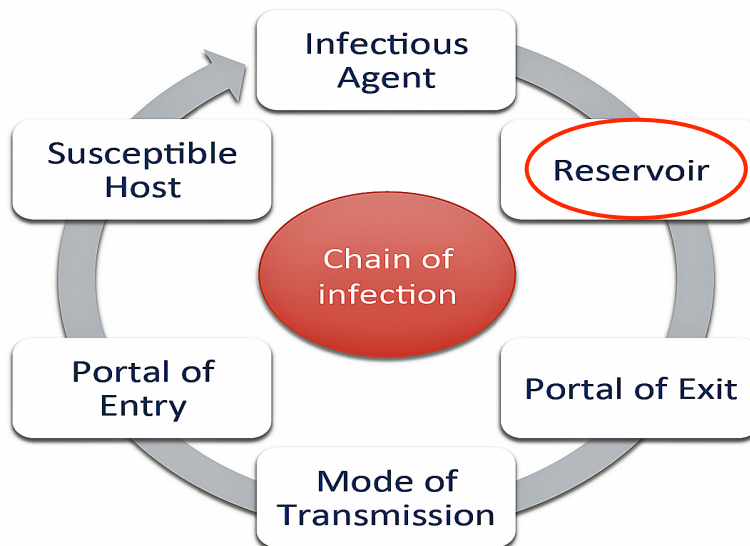 Infectious
Agent
Reservoir
Portal of Exit
Mode of
Transmission
Portal of
Entry
Susceptible
Host
Chain of
infection